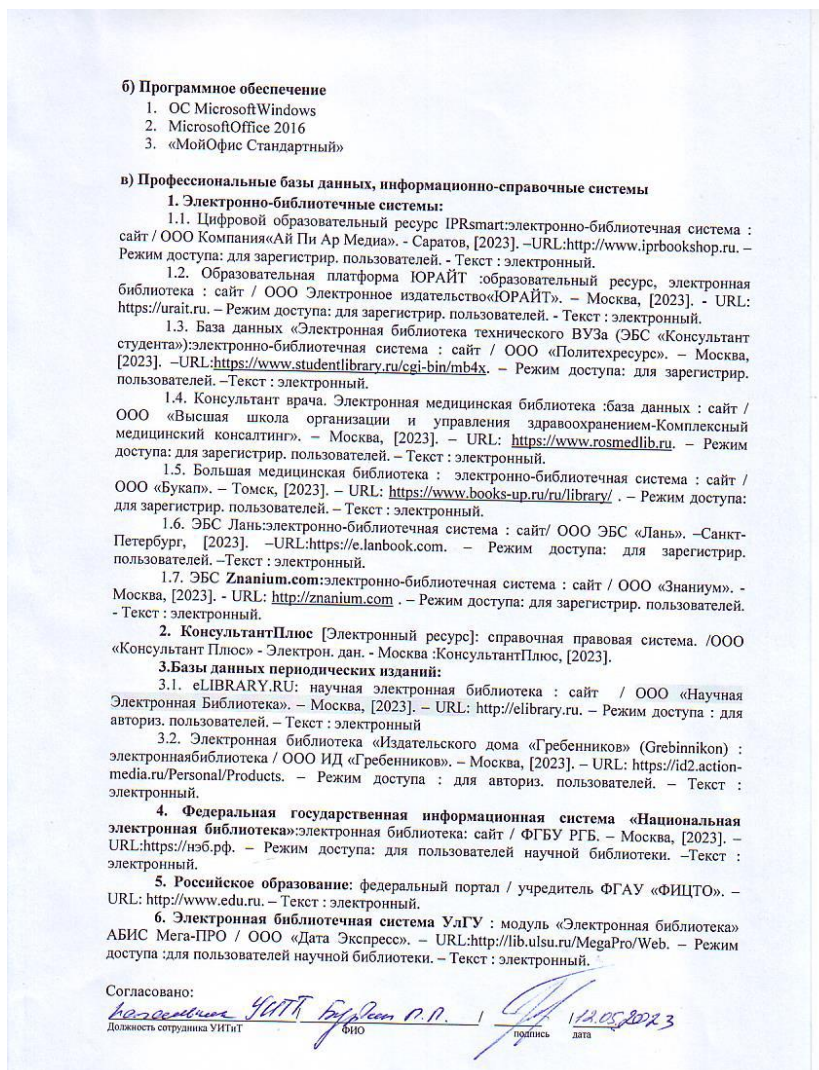 б) Программное обеспечение
1. ОС MicrosoftWindows
2. MicrosoftOffice 2016
3. «МойОфис Стандартный»
в) Профессиональные базы данных, информационно-справочные системы
1. Электронно-библиотечные системы:
1.1. Цифровой образовательный ресурс IPRsmart:электронно-библиотечная система :
сайт / ООО Компания«Ай Пи Ар Медиа». - Саратов, [2023]. –URL:http://www.iprbookshop.ru. –
Режим доступа: для зарегистрир. пользователей. - Текст : электронный.
1.2. Образовательная платформа ЮРАЙТ :образовательный ресурс, электронная
библиотека : сайт / ООО Электронное издательство«ЮРАЙТ». – Москва, [2023]. - URL:
https://urait.ru. – Режим доступа: для зарегистрир. пользователей. - Текст : электронный.
1.3. База данных «Электронная библиотека технического ВУЗа (ЭБС «Консультант
студента»):электронно-библиотечная система : сайт / ООО «Политехресурс». – Москва,
[2023]. –URL:https://www.studentlibrary.ru/cgi-bin/mb4x. – Режим доступа: для зарегистрир.
пользователей. –Текст : электронный.
1.4. Консультант врача. Электронная медицинская библиотека :база данных : сайт /
ООО «Высшая школа организации и управления здравоохранением-Комплексный
медицинский консалтинг». – Москва, [2023]. – URL: https://www.rosmedlib.ru. – Режим
доступа: для зарегистрир. пользователей. – Текст : электронный.
1.5. Большая медицинская библиотека : электронно-библиотечная система : сайт /
ООО «Букап». – Томск, [2023]. – URL: https://www.books-up.ru/ru/library/ . – Режим доступа:
для зарегистрир. пользователей. – Текст : электронный.
1.6. ЭБС Лань:электронно-библиотечная система : сайт/ ООО ЭБС «Лань». –Санкт-
Петербург, [2023]. –URL:https://e.lanbook.com. – Режим доступа: для зарегистрир.
пользователей. –Текст : электронный.
1.7. ЭБС Znanium.com:электронно-библиотечная система : сайт / ООО «Знаниум». -
Москва, [2023]. - URL: http://znanium.com . – Режим доступа: для зарегистрир. пользователей.
- Текст : электронный.
2. КонсультантПлюс [Электронный ресурс]: справочная правовая система. /ООО
«Консультант Плюс» - Электрон. дан. - Москва :КонсультантПлюс, [2023].
3.Базы данных периодических изданий:
3.1. eLIBRARY.RU: научная электронная библиотека : сайт / ООО «Научная
Электронная Библиотека». – Москва, [2023]. – URL: http://elibrary.ru. – Режим доступа : для
авториз. пользователей. – Текст : электронный
3.2. Электронная библиотека «Издательского дома «Гребенников» (Grebinnikon) :
электроннаябиблиотека / ООО ИД «Гребенников». – Москва, [2023]. – URL: https://id2.action-
media.ru/Personal/Products. – Режим доступа : для авториз. пользователей. – Текст :
электронный.
4. Федеральная государственная информационная система «Национальная
электронная библиотека»:электронная библиотека: сайт / ФГБУ РГБ. – Москва, [2023]. –
URL:https://нэб.рф. – Режим доступа: для пользователей научной библиотеки. –Текст :
электронный.
5. Российское образование: федеральный портал / учредитель ФГАУ «ФИЦТО». –
URL: http://www.edu.ru. – Текст : электронный.
6. Электронная библиотечная система УлГУ : модуль «Электронная библиотека»
АБИС Мега-ПРО / ООО «Дата Экспресс». – URL:http://lib.ulsu.ru/MegaPro/Web. – Режим
доступа :для пользователей научной библиотеки. – Текст : электронный.
Согласовано:
УИТТ П.П. / / 12.05.2023
Должность сотрудника УИТиТ ФИО подпись дата